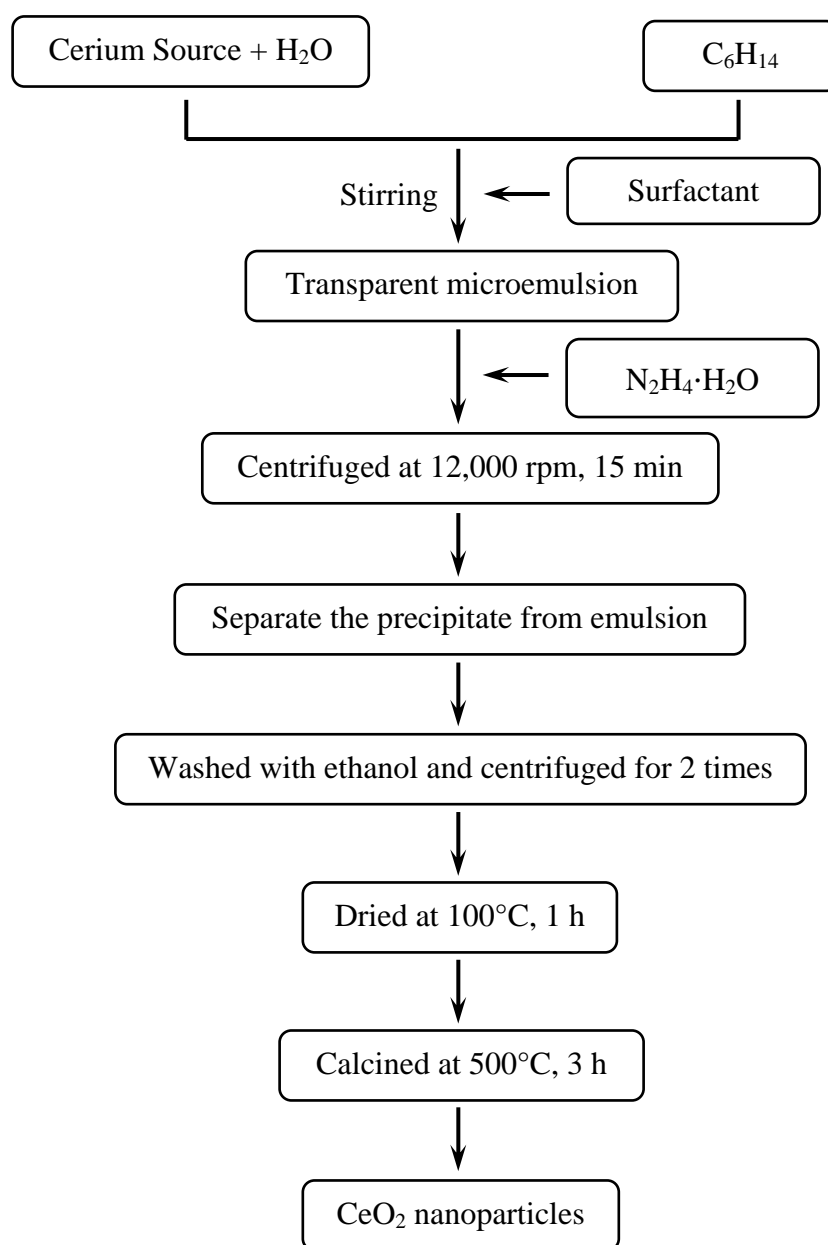 Cerium Source + H₂O
C₆H₁₄
Stirring
Surfactant
Transparent microemulsion
N₂H₄·H₂O
Centrifuged at 12,000 rpm, 15 min
Separate the precipitate from emulsion
Washed with ethanol and centrifuged for 2 times
Dried at 100°C, 1 h
Calcined at 500°C, 3 h
CeO₂ nanoparticles